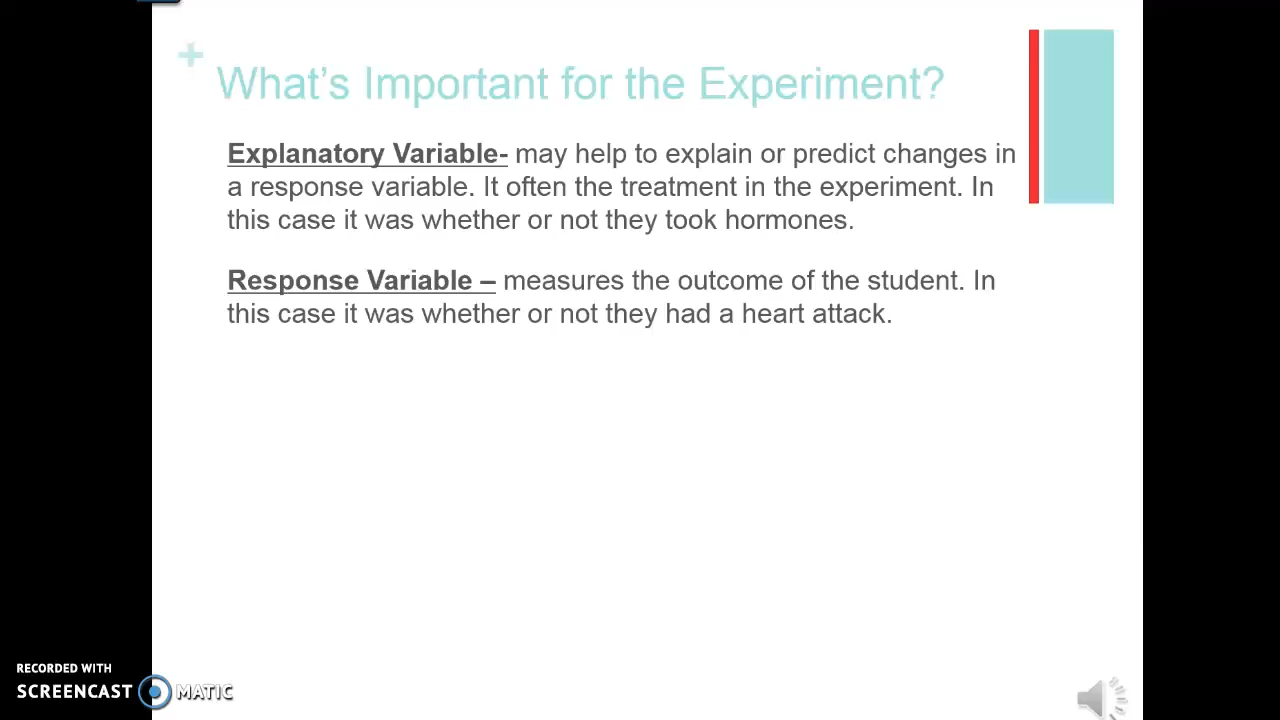 +
What's Important for the Experiment?
Explanatory Variable- may help to explain or predict changes in
a response variable. It often the treatment in the experiment. In
this case it was whether or not they took hormones.
Response Variable – measures the outcome of the student. In
this case it was whether or not they had a heart attack.
RECORDED WITH
SCREENCAST MATIC